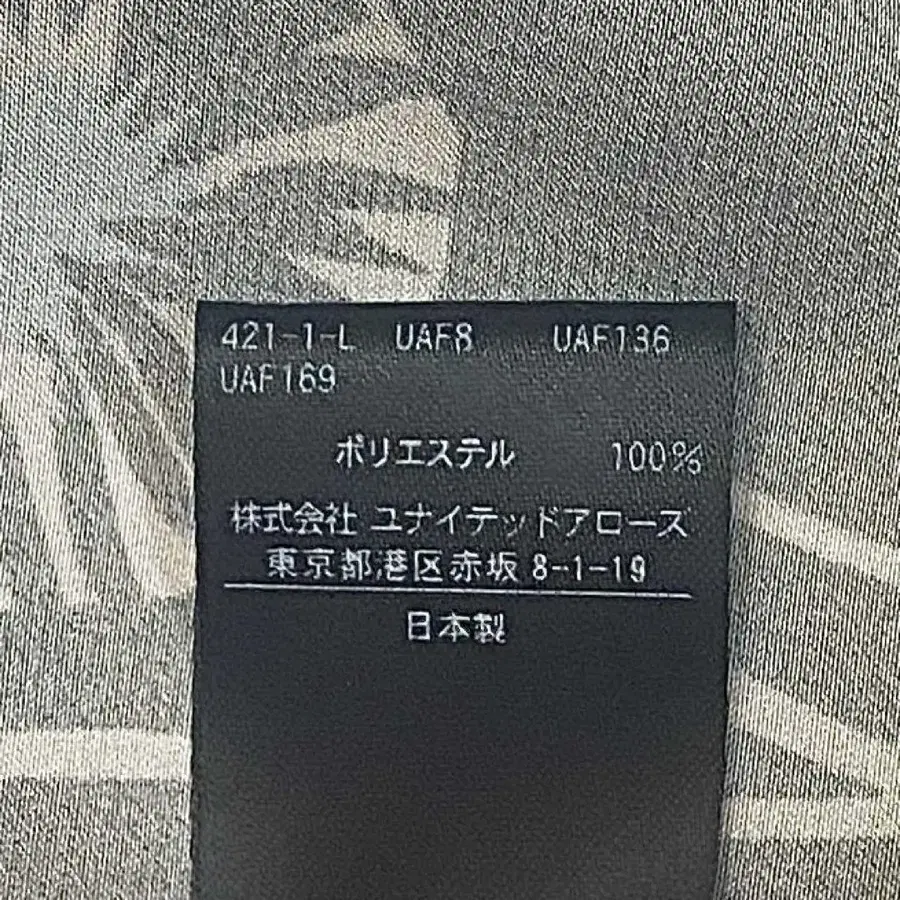 421-1-L UAF8 UAF136
UAF169
ポリエステル 100%
株式会社 ユナイテッドアローズ
東京都港区赤坂 8-1-19
日本製